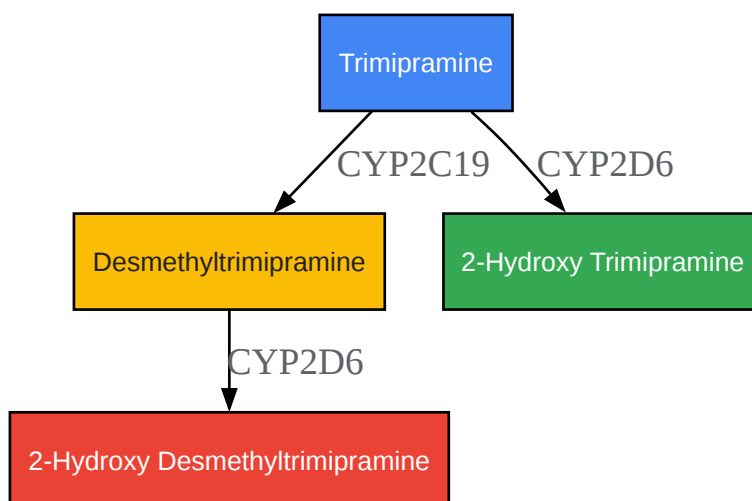 Trimipramine
CYP2C19
CYP2D6
Desmethyltrimipramine
2-Hydroxy Trimipramine
CYP2D6
2-Hydroxy Desmethyltrimipramine